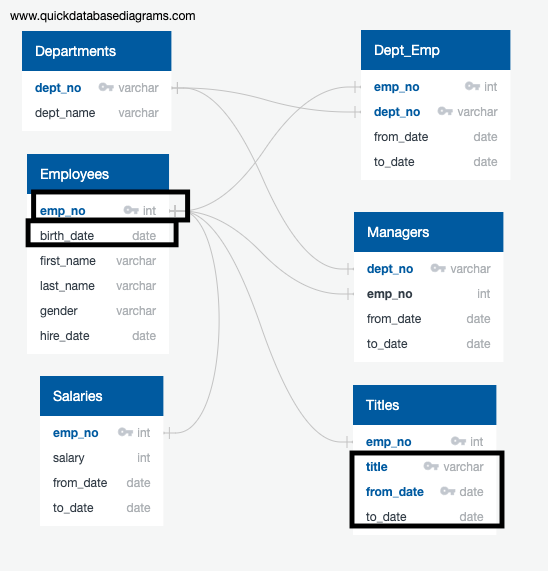 www.quickdatabasediagrams.com
Departments
dept_no varchar
dept_name varchar
Dept_Emp
emp_no int
dept_no varchar
from_date date
to_date date
Employees
emp_no int
birth_date date
first_name varchar
last_name varchar
gender varchar
hire_date date
Managers
dept_no varchar
emp_no int
from_date date
to_date date
Salaries
emp_no int
salary int
from_date date
to_date date
Titles
emp_no int
title varchar
from_date date
to_date date